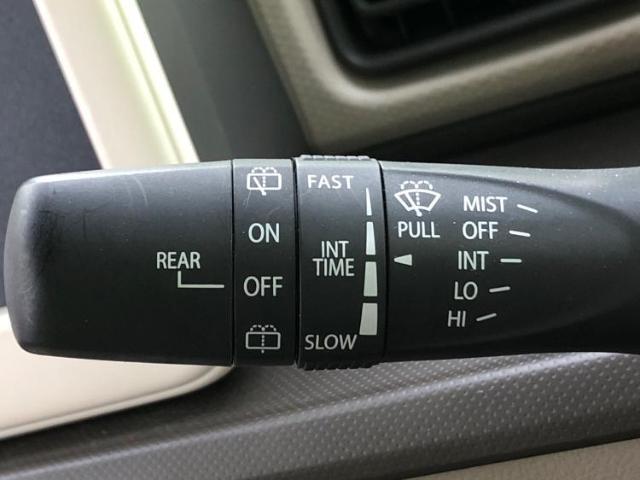 REAR
ON
OFF
FAST
INT
TIME
SLOW
PULL
MIST
OFF
INT
LO
HI